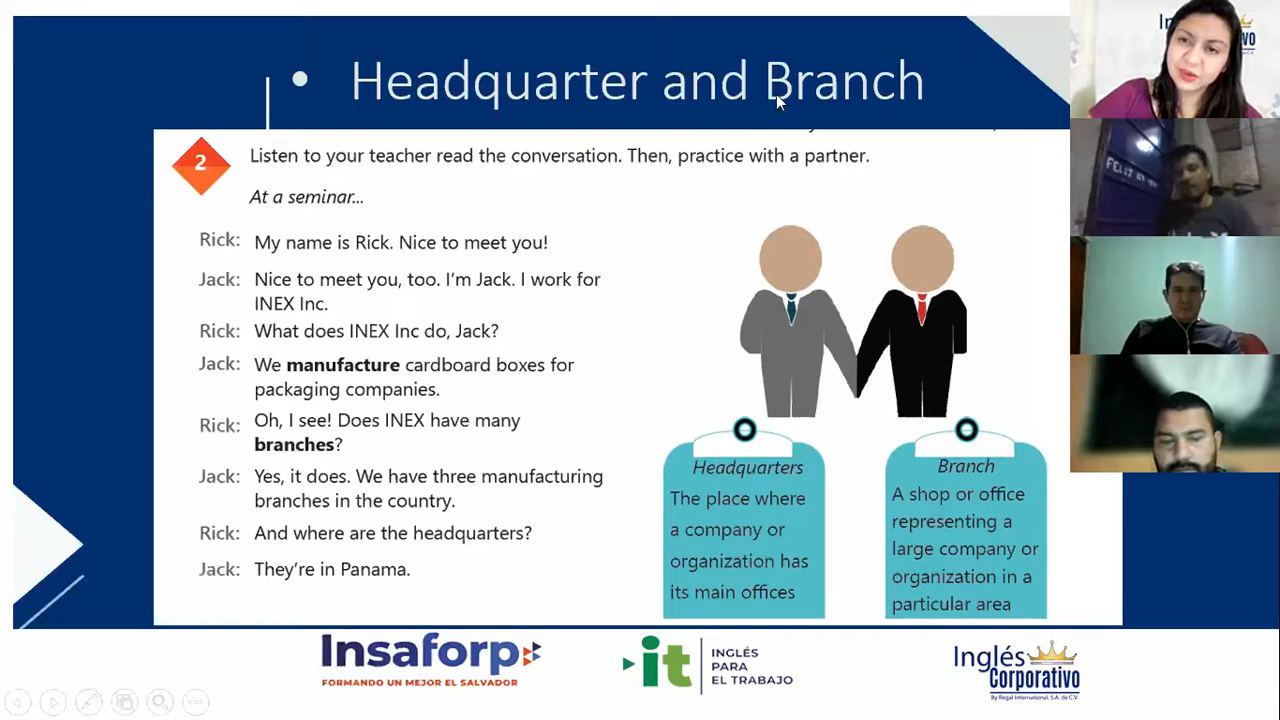 • Headquarter and Branch
2
Listen to your teacher read the conversation. Then, practice with a partner.
At a seminar...
Rick: My name is Rick. Nice to meet you!
Jack: Nice to meet you, too. I’m Jack. I work for
INEX Inc.
Rick: What does INEX Inc do, Jack?
Jack: We manufacture cardboard boxes for
packaging companies.
Rick: Oh, I see! Does INEX have many
branches?
Jack: Yes, it does. We have three manufacturing
branches in the country.
Rick: And where are the headquarters?
Jack: They’re in Panama.
Headquarters
The place where
a company or
organization has
its main offices
Branch
A shop or office
representing a
large company or
organization in a
particular area
Insaforp
FORMANDO UN MEJOR EL SALVADOR
it
INGLÉS
PARA
EL TRABAJO
Inglés
Corporativo
By Regal International, S.A. de C.V.
FELIZ